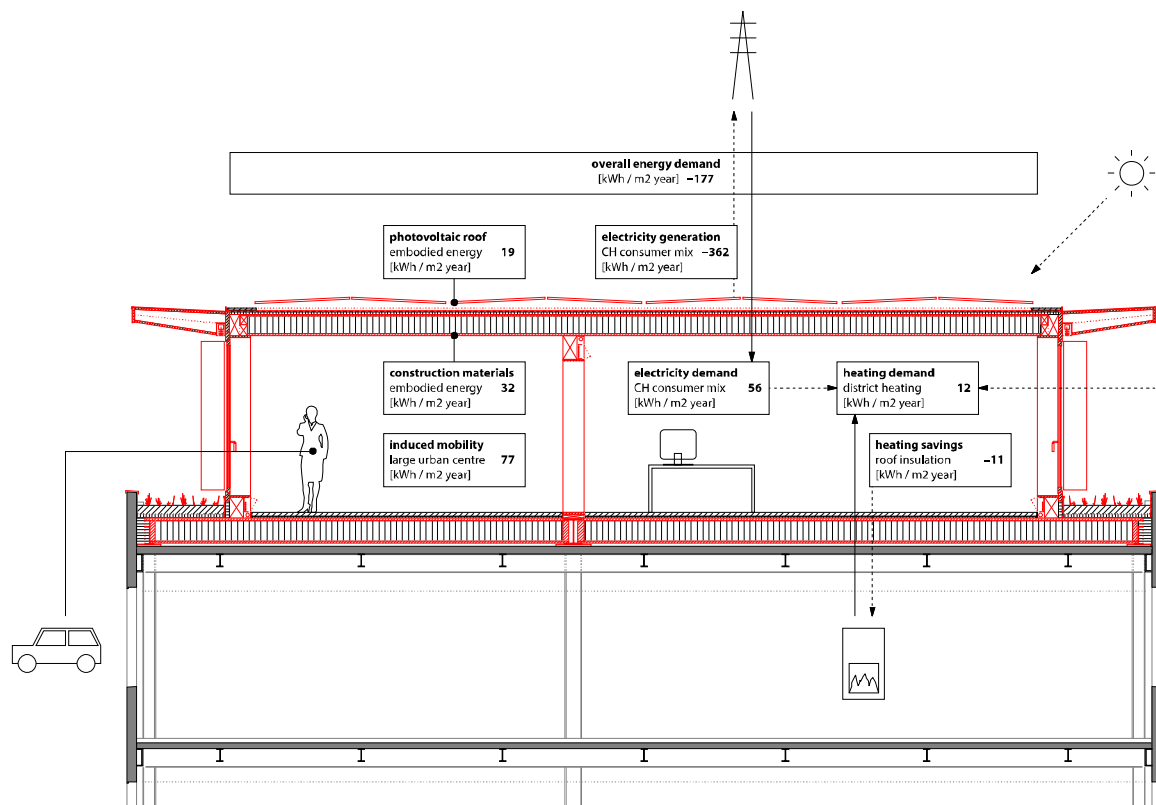 overall energy demand
[kWh / m2 year] –177
photovoltaic roof
embodied energy 19
[kWh / m2 year]
electricity generation
CH consumer mix –362
[kWh / m2 year]
construction materials
embodied energy 32
[kWh / m2 year]
electricity demand
CH consumer mix 56
[kWh / m2 year]
heating demand
district heating 12
[kWh / m2 year]
induced mobility
large urban centre 77
[kWh / m2 year]
heating savings
roof insulation –11
[kWh / m2 year]